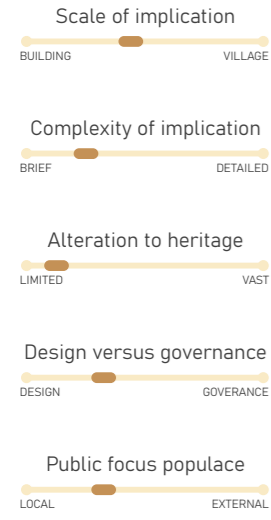 Scale of implication
BUILDING VILLAGE
Complexity of implication
BRIEF DETAILED
Alteration to heritage
LIMITED VAST
Design versus governance
DESIGN GOVERANCE
Public focus populace
LOCAL EXTERNAL